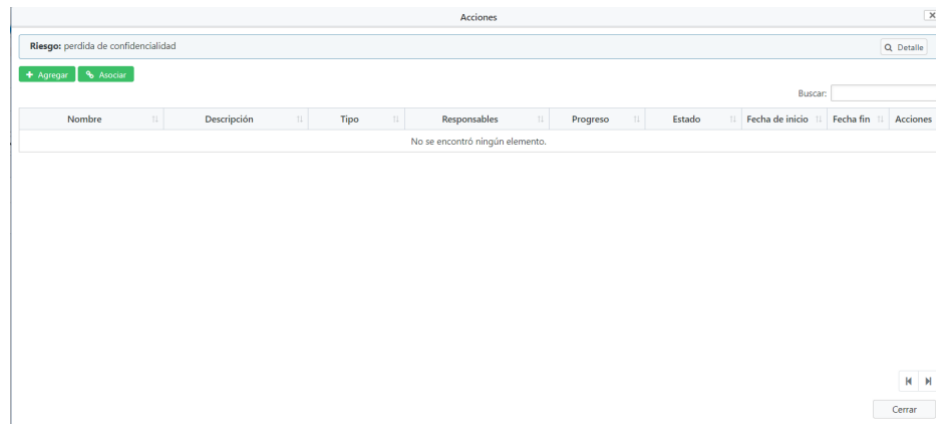 Acciones
Riesgo: perdida de confidencialidad
Detalle
Agregar Asociar
Buscar:
Nombre Descripción Tipo Responsables Progreso Estado Fecha de inicio Fecha fin Acciones
No se encontró ningún elemento.
Cerrar